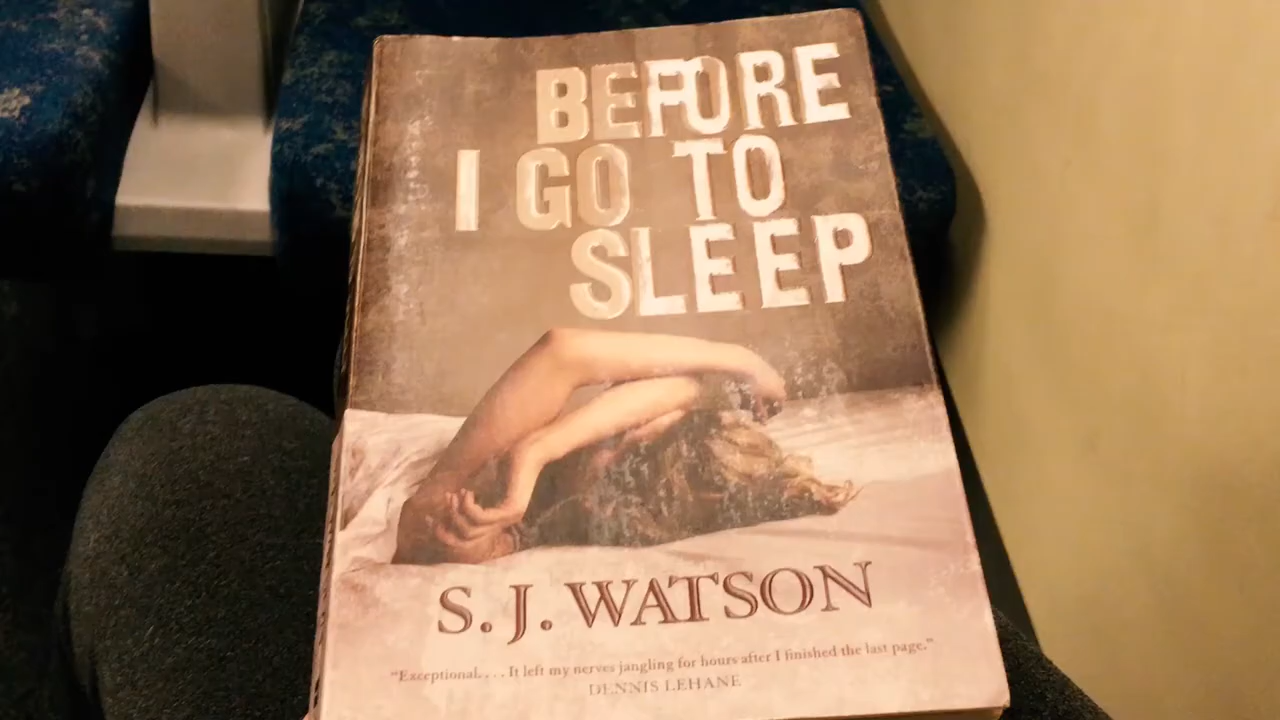 BEFORE
I GO TO
SLEEP
S. J. WATSON
“Exceptional. . . . It left my nerves jangling for hours after I finished the last page.”
DENNIS LEHANE